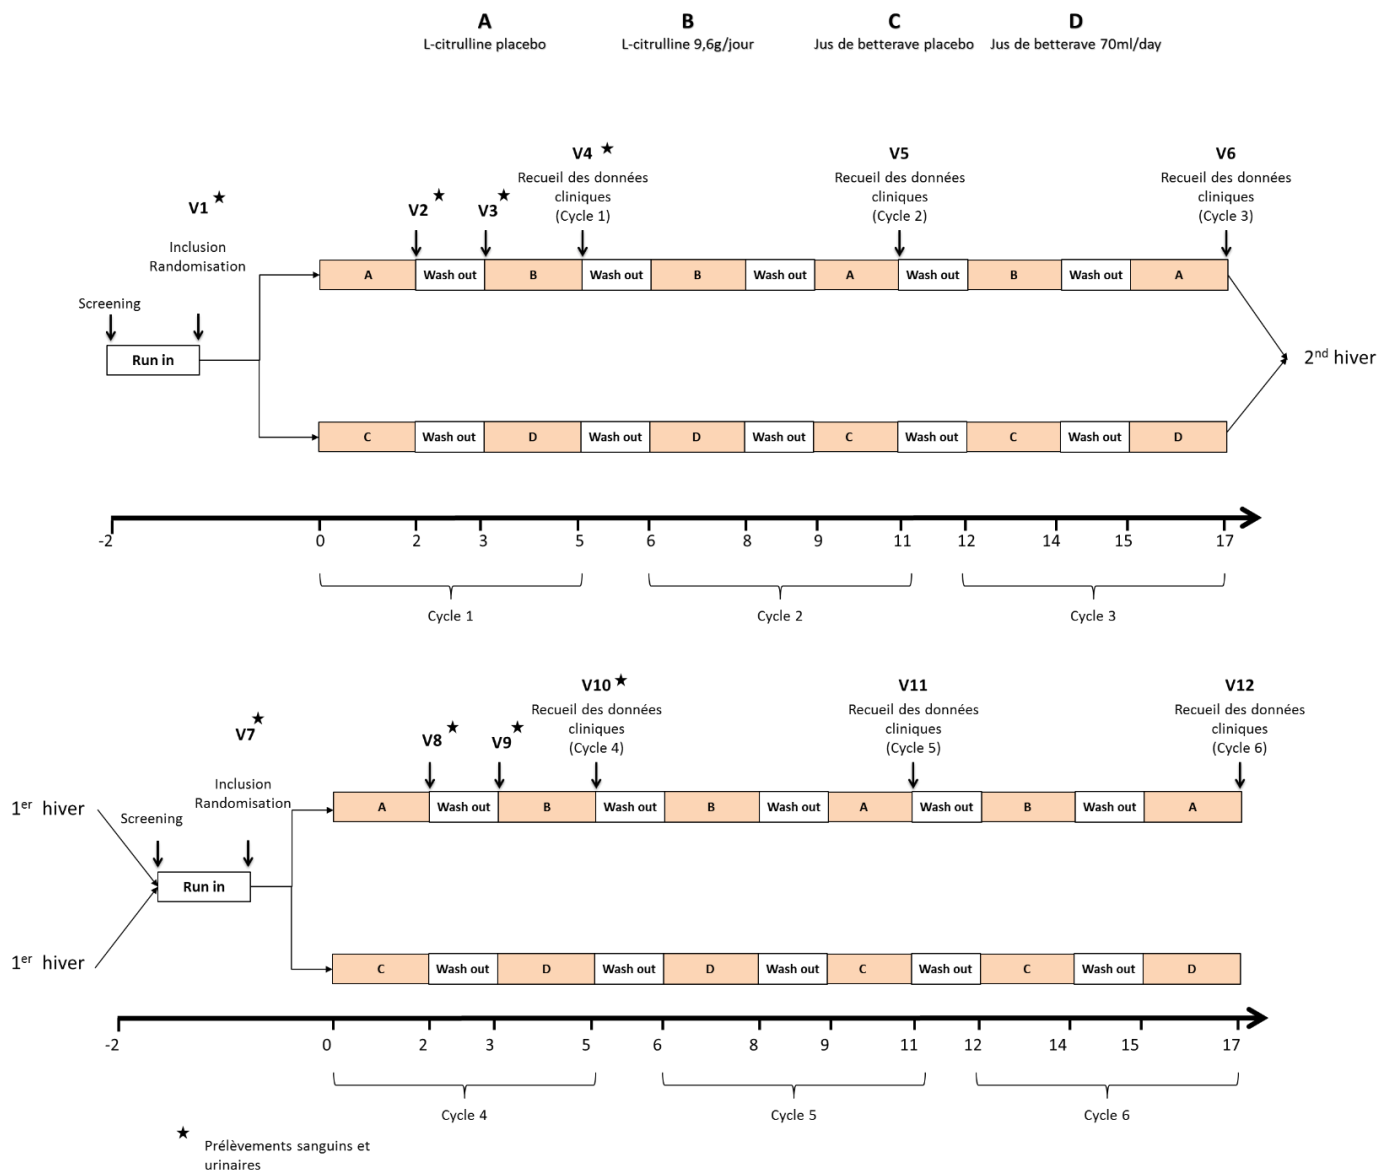 A
B
C
D
L-citrulline placebo
L-citrulline 9,6g/jour
Jus de betterave placebo
Jus de betterave 70ml/day
V1 ★
Inclusion
Randomisation
Screening
Run in
V2 ★
V3 ★
V4 ★
Recueil des données
cliniques
(Cycle 1)
V5
Recueil des données
cliniques
(Cycle 2)
V6
Recueil des données
cliniques
(Cycle 3)
A
Wash out
B
Wash out
B
Wash out
A
Wash out
B
Wash out
A
2nd hiver
C
Wash out
D
Wash out
D
Wash out
C
Wash out
C
Wash out
D
-2
0
2
3
5
6
8
9
11
12
14
15
17
Cycle 1
Cycle 2
Cycle 3
1er hiver
1er hiver
V7 ★
Inclusion
Randomisation
Screening
Run in
V8 ★
V9 ★
V10 ★
Recueil des données
cliniques
(Cycle 4)
V11
Recueil des données
cliniques
(Cycle 5)
V12
Recueil des données
cliniques
(Cycle 6)
A
Wash out
B
Wash out
B
Wash out
A
Wash out
B
Wash out
A
C
Wash out
D
Wash out
D
Wash out
C
Wash out
C
Wash out
D
-2
0
2
3
5
6
8
9
11
12
14
15
17
Cycle 4
Cycle 5
Cycle 6
★ Prélèvements sanguins et
urinaires